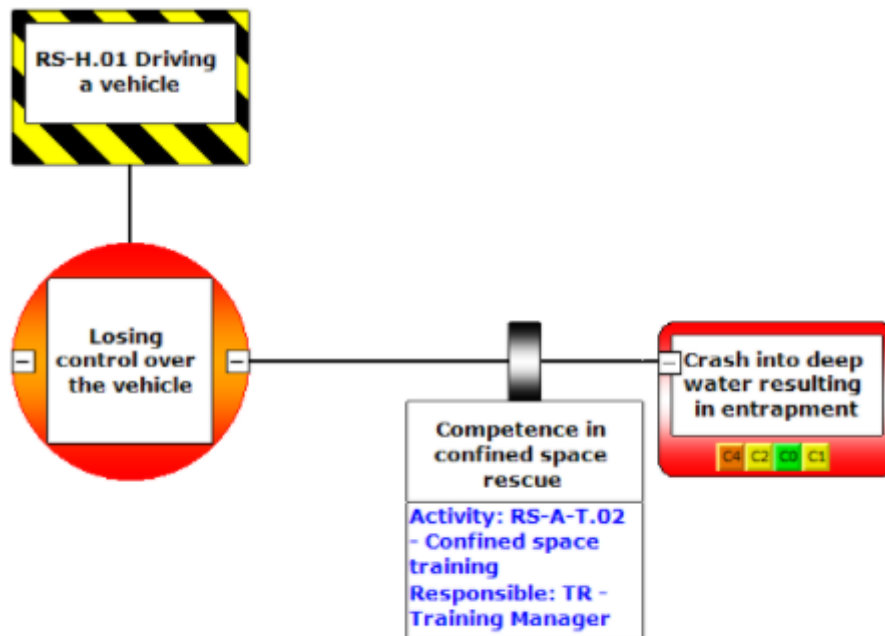 RS-H.01 Driving
a vehicle
Losing
control over
the vehicle
Competence in
confined space
rescue
Activity: RS-A-T.02
- Confined space
training
Responsible: TR -
Training Manager
Crash into deep
water resulting
in entrapment
C4 C2 C0 C1